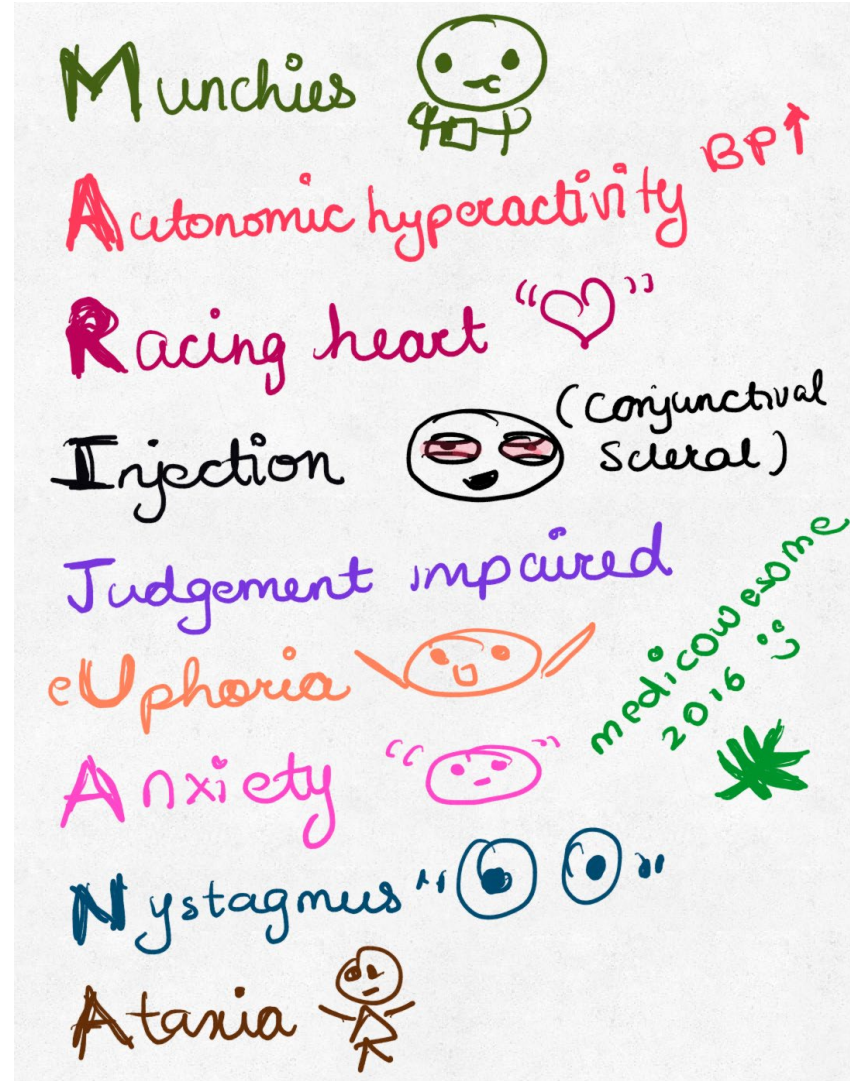 Munchies
Autonomic hyperactivity BP↑
Racing heart
Injection (Conjunctival
Scleral)
Judgement impaired
eUphoria
Anxiety
Nystagmus
Ataxia
medicowesome
2016 :)